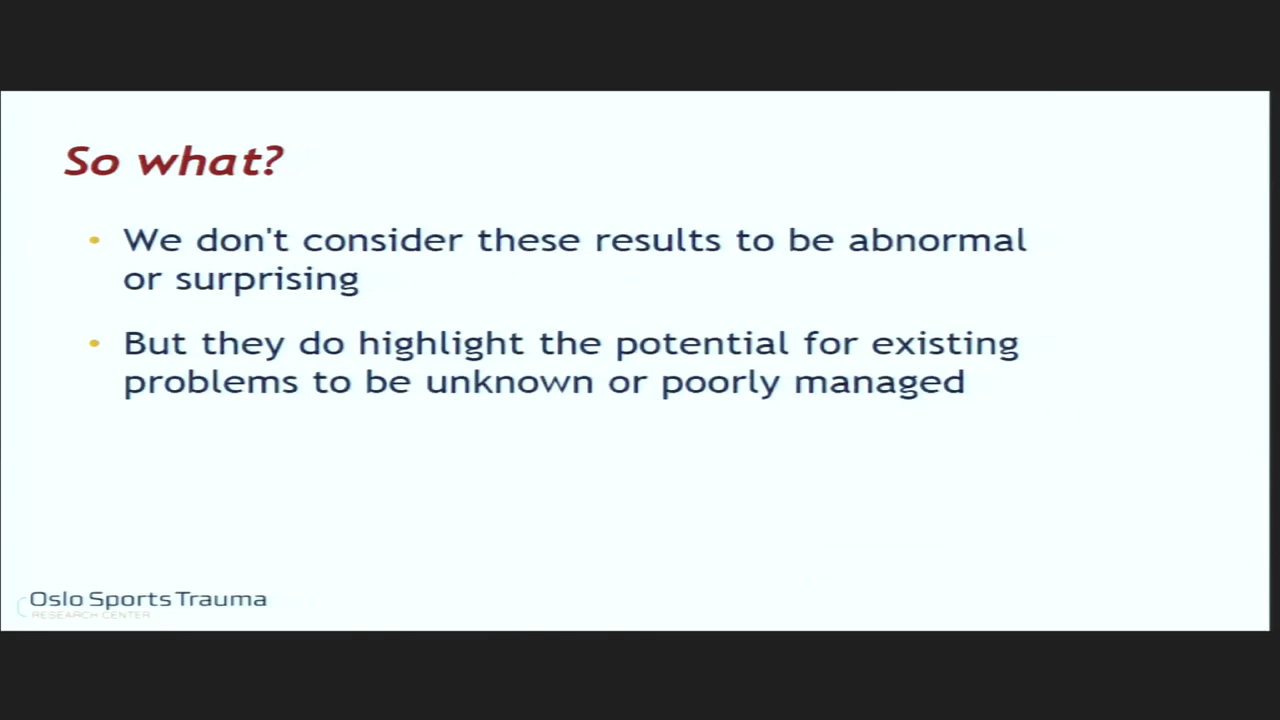 So what?
• We don't consider these results to be abnormal
or surprising
• But they do highlight the potential for existing
problems to be unknown or poorly managed
Oslo Sports Trauma
RESEARCH CENTER